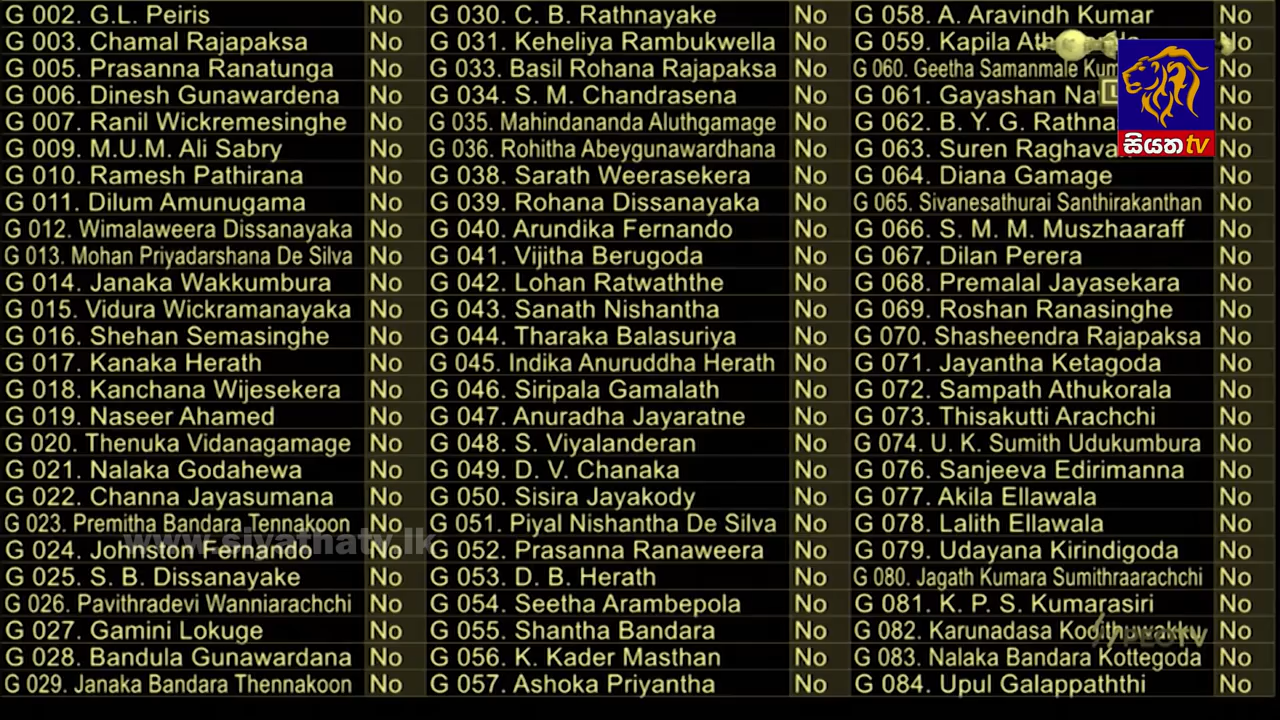 G 002. G.L. Peiris No
G 003. Chamal Rajapaksa No
G 005. Prasanna Ranatunga No
G 006. Dinesh Gunawardena No
G 007. Ranil Wickremesinghe No
G 009. M.U.M. Ali Sabry No
G 010. Ramesh Pathirana No
G 011. Dilum Amunugama No
G 012. Wimalaweera Dissanayaka No
G 013. Mohan Priyadarshana De Silva No
G 014. Janaka Wakkumbura No
G 015. Vidura Wickramanayaka No
G 016. Shehan Semasinghe No
G 017. Kanaka Herath No
G 018. Kanchana Wijesekera No
G 019. Naseer Ahamed No
G 020. Thenuka Vidanagamage No
G 021. Nalaka Godahewa No
G 022. Channa Jayasumana No
G 023. Premitha Bandara Tennakoon No
G 024. Johnston Fernando No
G 025. S. B. Dissanayake No
G 026. Pavithradevi Wanniarachchi No
G 027. Gamini Lokuge No
G 028. Bandula Gunawardana No
G 029. Janaka Bandara Thennakoon No
G 030. C. B. Rathnayake No
G 031. Keheliya Rambukwella No
G 033. Basil Rohana Rajapaksa No
G 034. S. M. Chandrasena No
G 035. Mahindananda Aluthgamage No
G 036. Rohitha Abeygunawardhana No
G 038. Sarath Weerasekera No
G 039. Rohana Dissanayaka No
G 040. Arundika Fernando No
G 041. Vijitha Berugoda No
G 042. Lohan Ratwaththe No
G 043. Sanath Nishantha No
G 044. Tharaka Balasuriya No
G 045. Indika Anuruddha Herath No
G 046. Siripala Gamalath No
G 047. Anuradha Jayaratne No
G 048. S. Viyalanderan No
G 049. D. V. Chanaka No
G 050. Sisira Jayakody No
G 051. Piyal Nishantha De Silva No
G 052. Prasanna Ranaweera No
G 053. D. B. Herath No
G 054. Seetha Arambepola No
G 055. Shantha Bandara No
G 056. K. Kader Masthan No
G 057. Ashoka Priyantha No
G 058. A. Aravindh Kumar No
G 059. Kapila No
G 060. Geetha Samanmale No
G 061. Gayashan No
G 062. B. Y. G. No
G 063. Suren No
G 064. Diana Gamage No
G 065. Sivanesathurai Santhirakanthan No
G 066. S. M. M. Muszhaaraff No
G 067. Dilan Perera No
G 068. Premalal Jayasekara No
G 069. Roshan Ranasinghe No
G 070. Shasheendra Rajapaksa No
G 071. Jayantha Ketagoda No
G 072. Sampath Athukorala No
G 073. Thisakutti Arachchi No
G 074. U. K. Sumith Udukumbura No
G 076. Sanjeeva Edirimanna No
G 077. Akila Ellawala No
G 078. Lalith Ellawala No
G 079. Udayana Kirindigoda No
G 080. Jagath Kumara Sumithraarachchi No
G 081. K. P. S. Kumarasiri No
G 082. Karunadasa No
G 083. Nalaka Bandara Kottegoda No
G 084. Upul Galappaththi No
සියත tv
www.siyathatv.lk
PEO TV